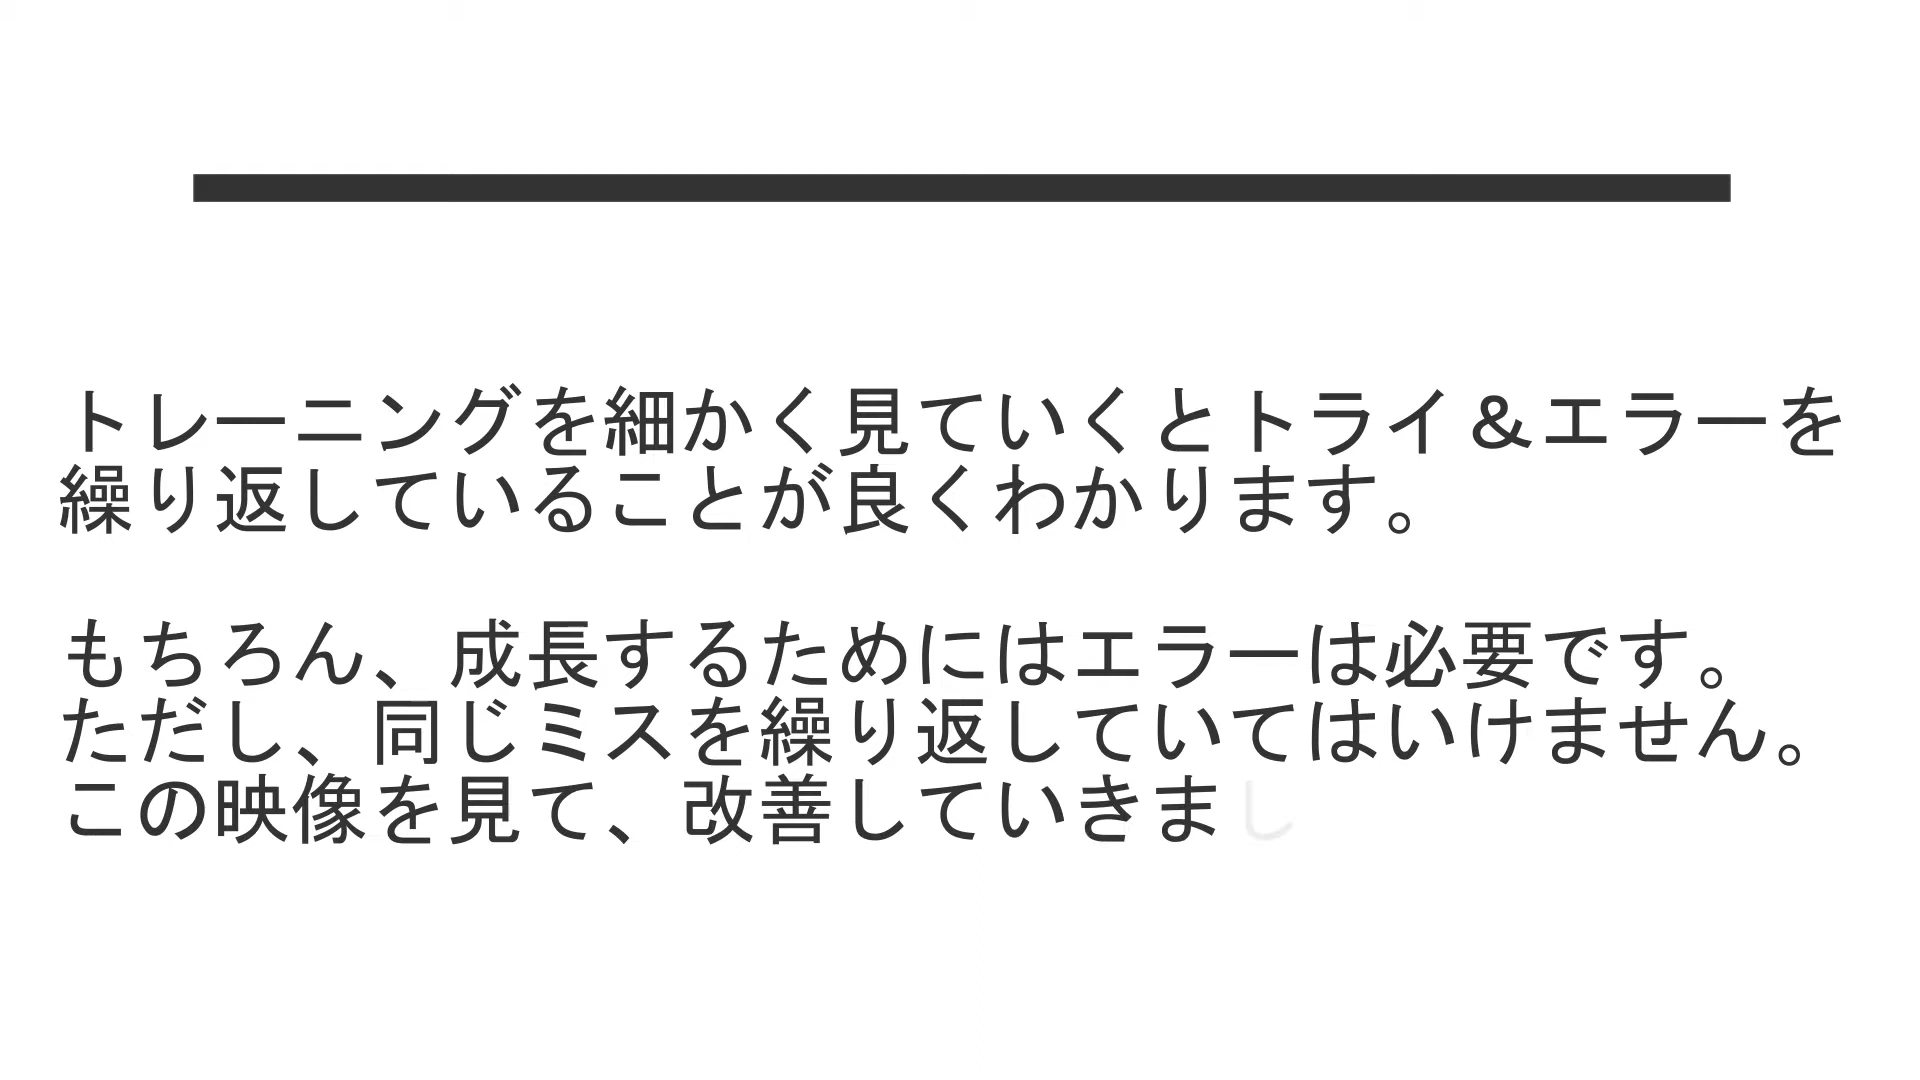 トレーニングを細かく見ていくとトライ＆エラーを
繰り返していることが良くわかります。
もちろん、成長するためにはエラーは必要です。
ただし、同じミスを繰り返していてはいけません。
この映像を見て、改善していきまし